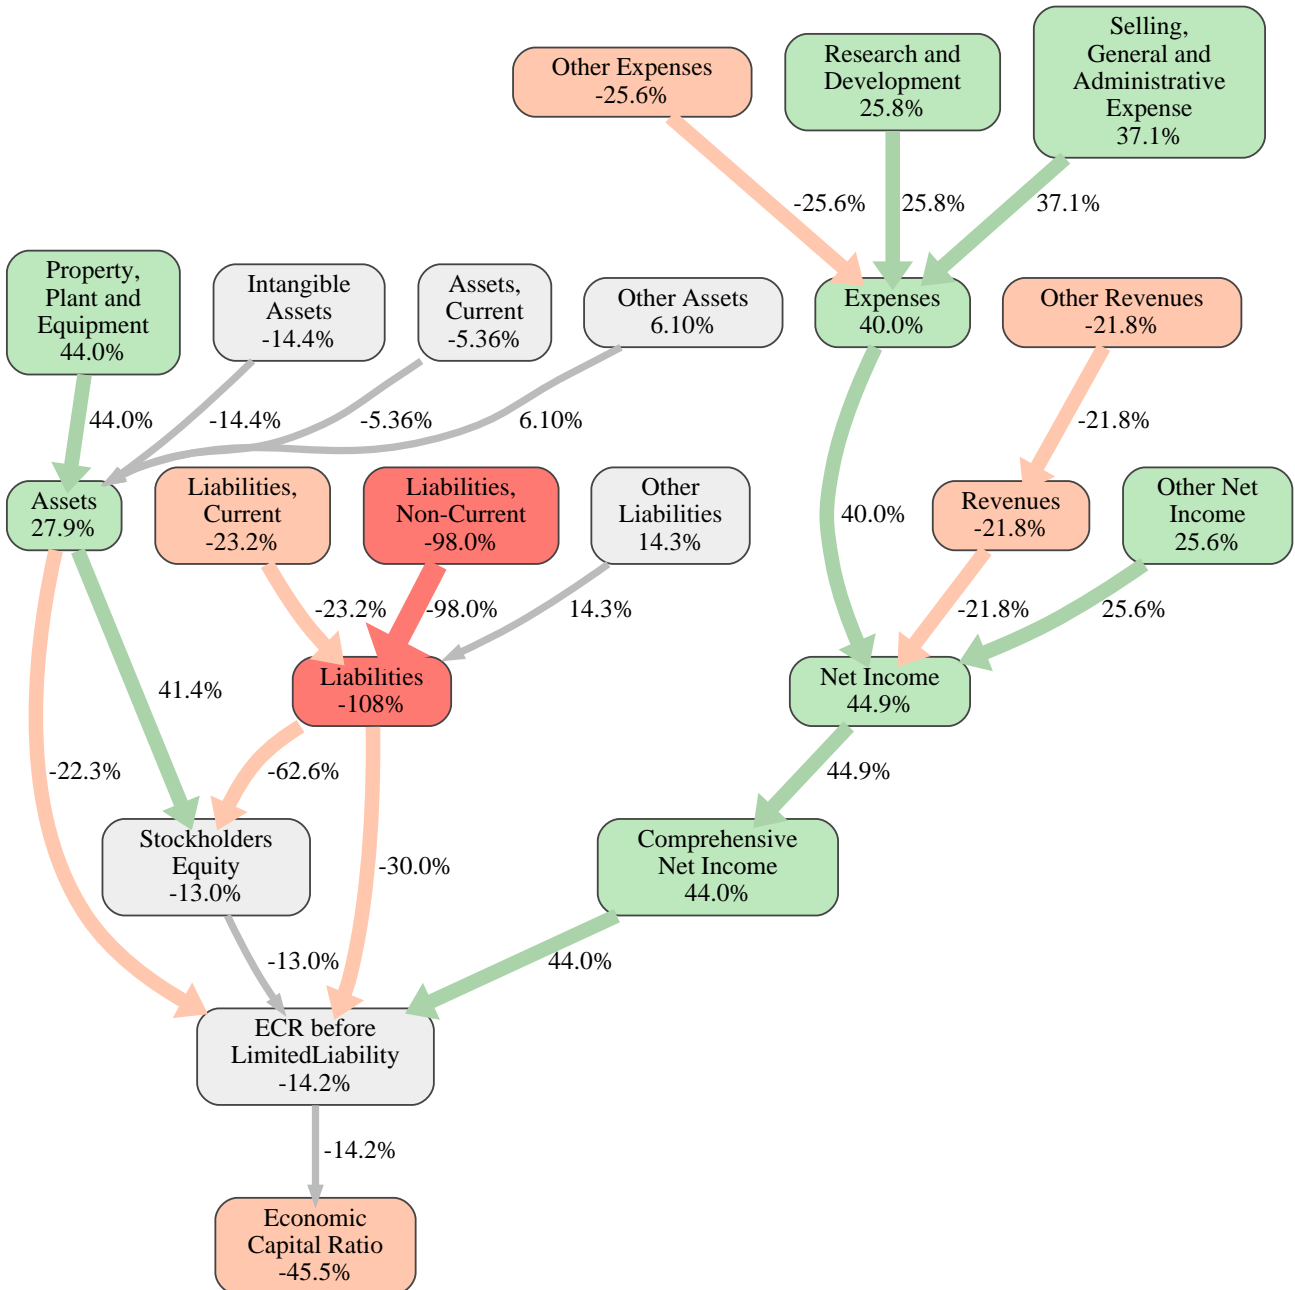 Selling,
General and
Administrative
Expense
37.1%
Research and
Development
25.8%
Other Expenses
-25.6%
-25.6%
25.8%
37.1%
Property,
Plant and
Equipment
44.0%
Intangible
Assets
-14.4%
Assets,
Current
-5.36%
Other Assets
6.10%
Expenses
40.0%
Other Revenues
-21.8%
44.0%
-14.4%
-5.36%
6.10%
-21.8%
Assets
27.9%
Liabilities,
Current
-23.2%
Liabilities,
Non-Current
-98.0%
Other
Liabilities
14.3%
40.0%
Revenues
-21.8%
Other Net
Income
25.6%
-23.2%
-98.0%
14.3%
-21.8%
25.6%
41.4%
Liabilities
-108%
Net Income
44.9%
-22.3%
-62.6%
44.9%
Stockholders
Equity
-13.0%
-30.0%
Comprehensive
Net Income
44.0%
-13.0%
44.0%
ECR before
LimitedLiability
-14.2%
-14.2%
Economic
Capital Ratio
-45.5%